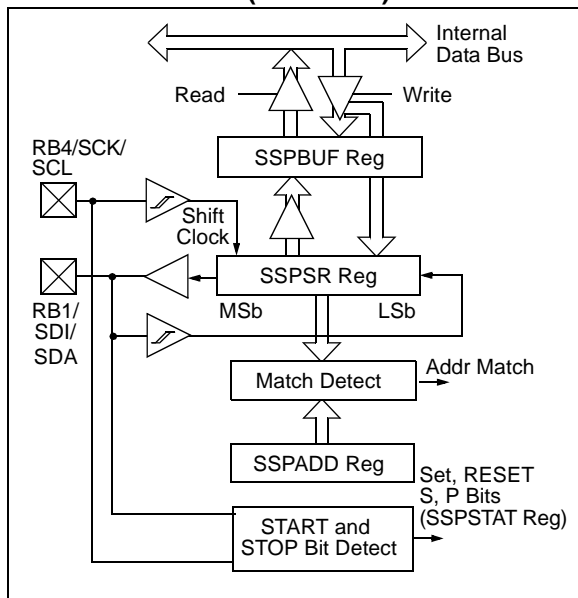 Internal
Data Bus
Read
Write
SSPBUF Reg
RB4/SCK/
SCL
Shift
Clock
SSPSR Reg
MSb
LSb
RB1/
SDI/
SDA
Match Detect
Addr Match
SSPADD Reg
Set, RESET
S, P Bits
(SSPSTAT Reg)
START and
STOP Bit Detect